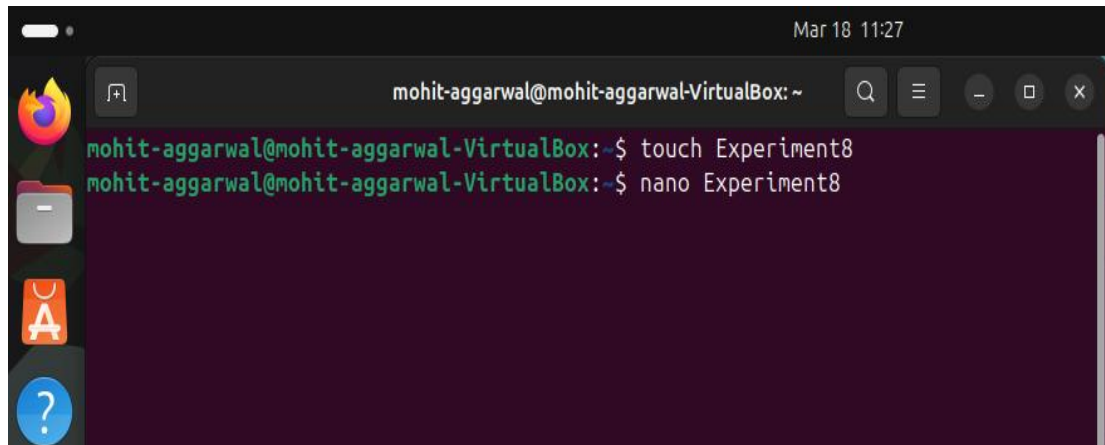 Mar 18 11:27
mohit-aggarwal@mohit-aggarwal-VirtualBox: ~
mohit-aggarwal@mohit-aggarwal-VirtualBox:~$ touch Experiment8
mohit-aggarwal@mohit-aggarwal-VirtualBox:~$ nano Experiment8